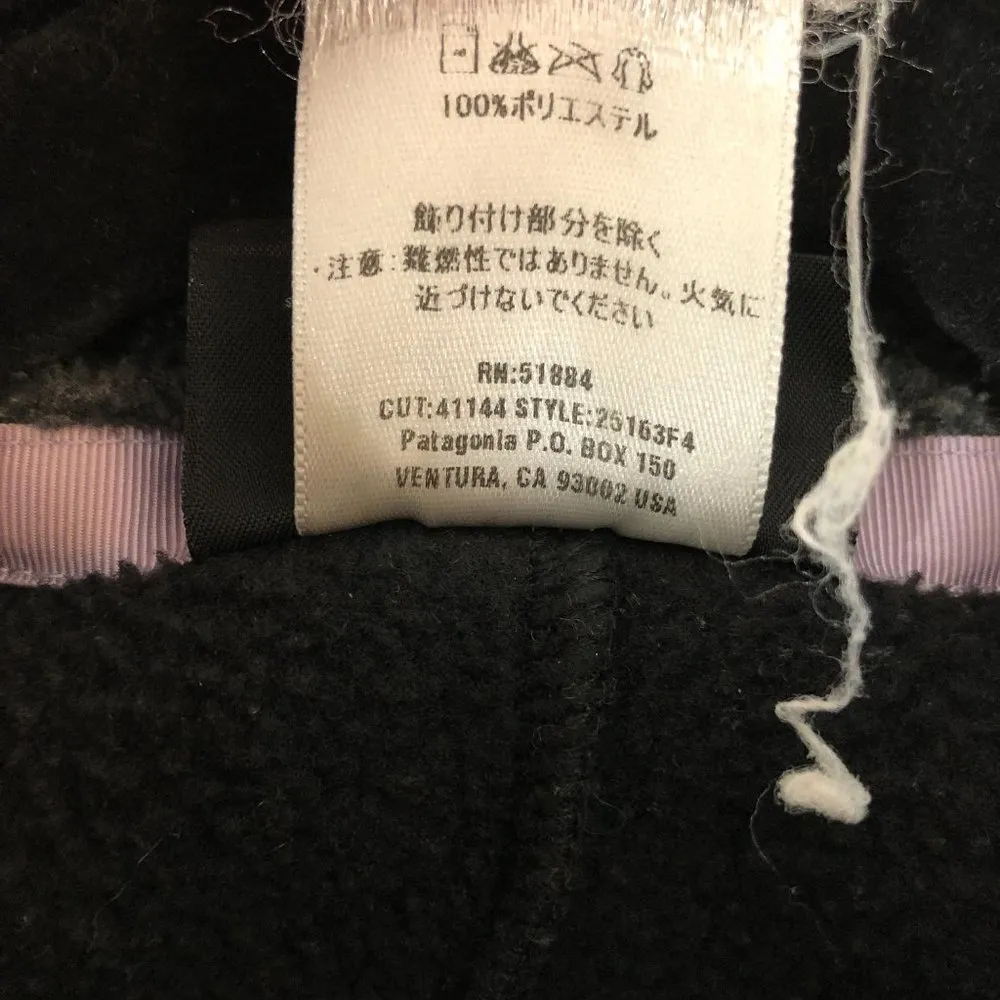 100%ポリエステル
飾り付け部分を除く
・注意:難燃性ではありません。火気に
近づけないでください
RN:51884
CUT:41144 STYLE:25163F4
Patagonia P.O. BOX 150
VENTURA, CA 93002 USA